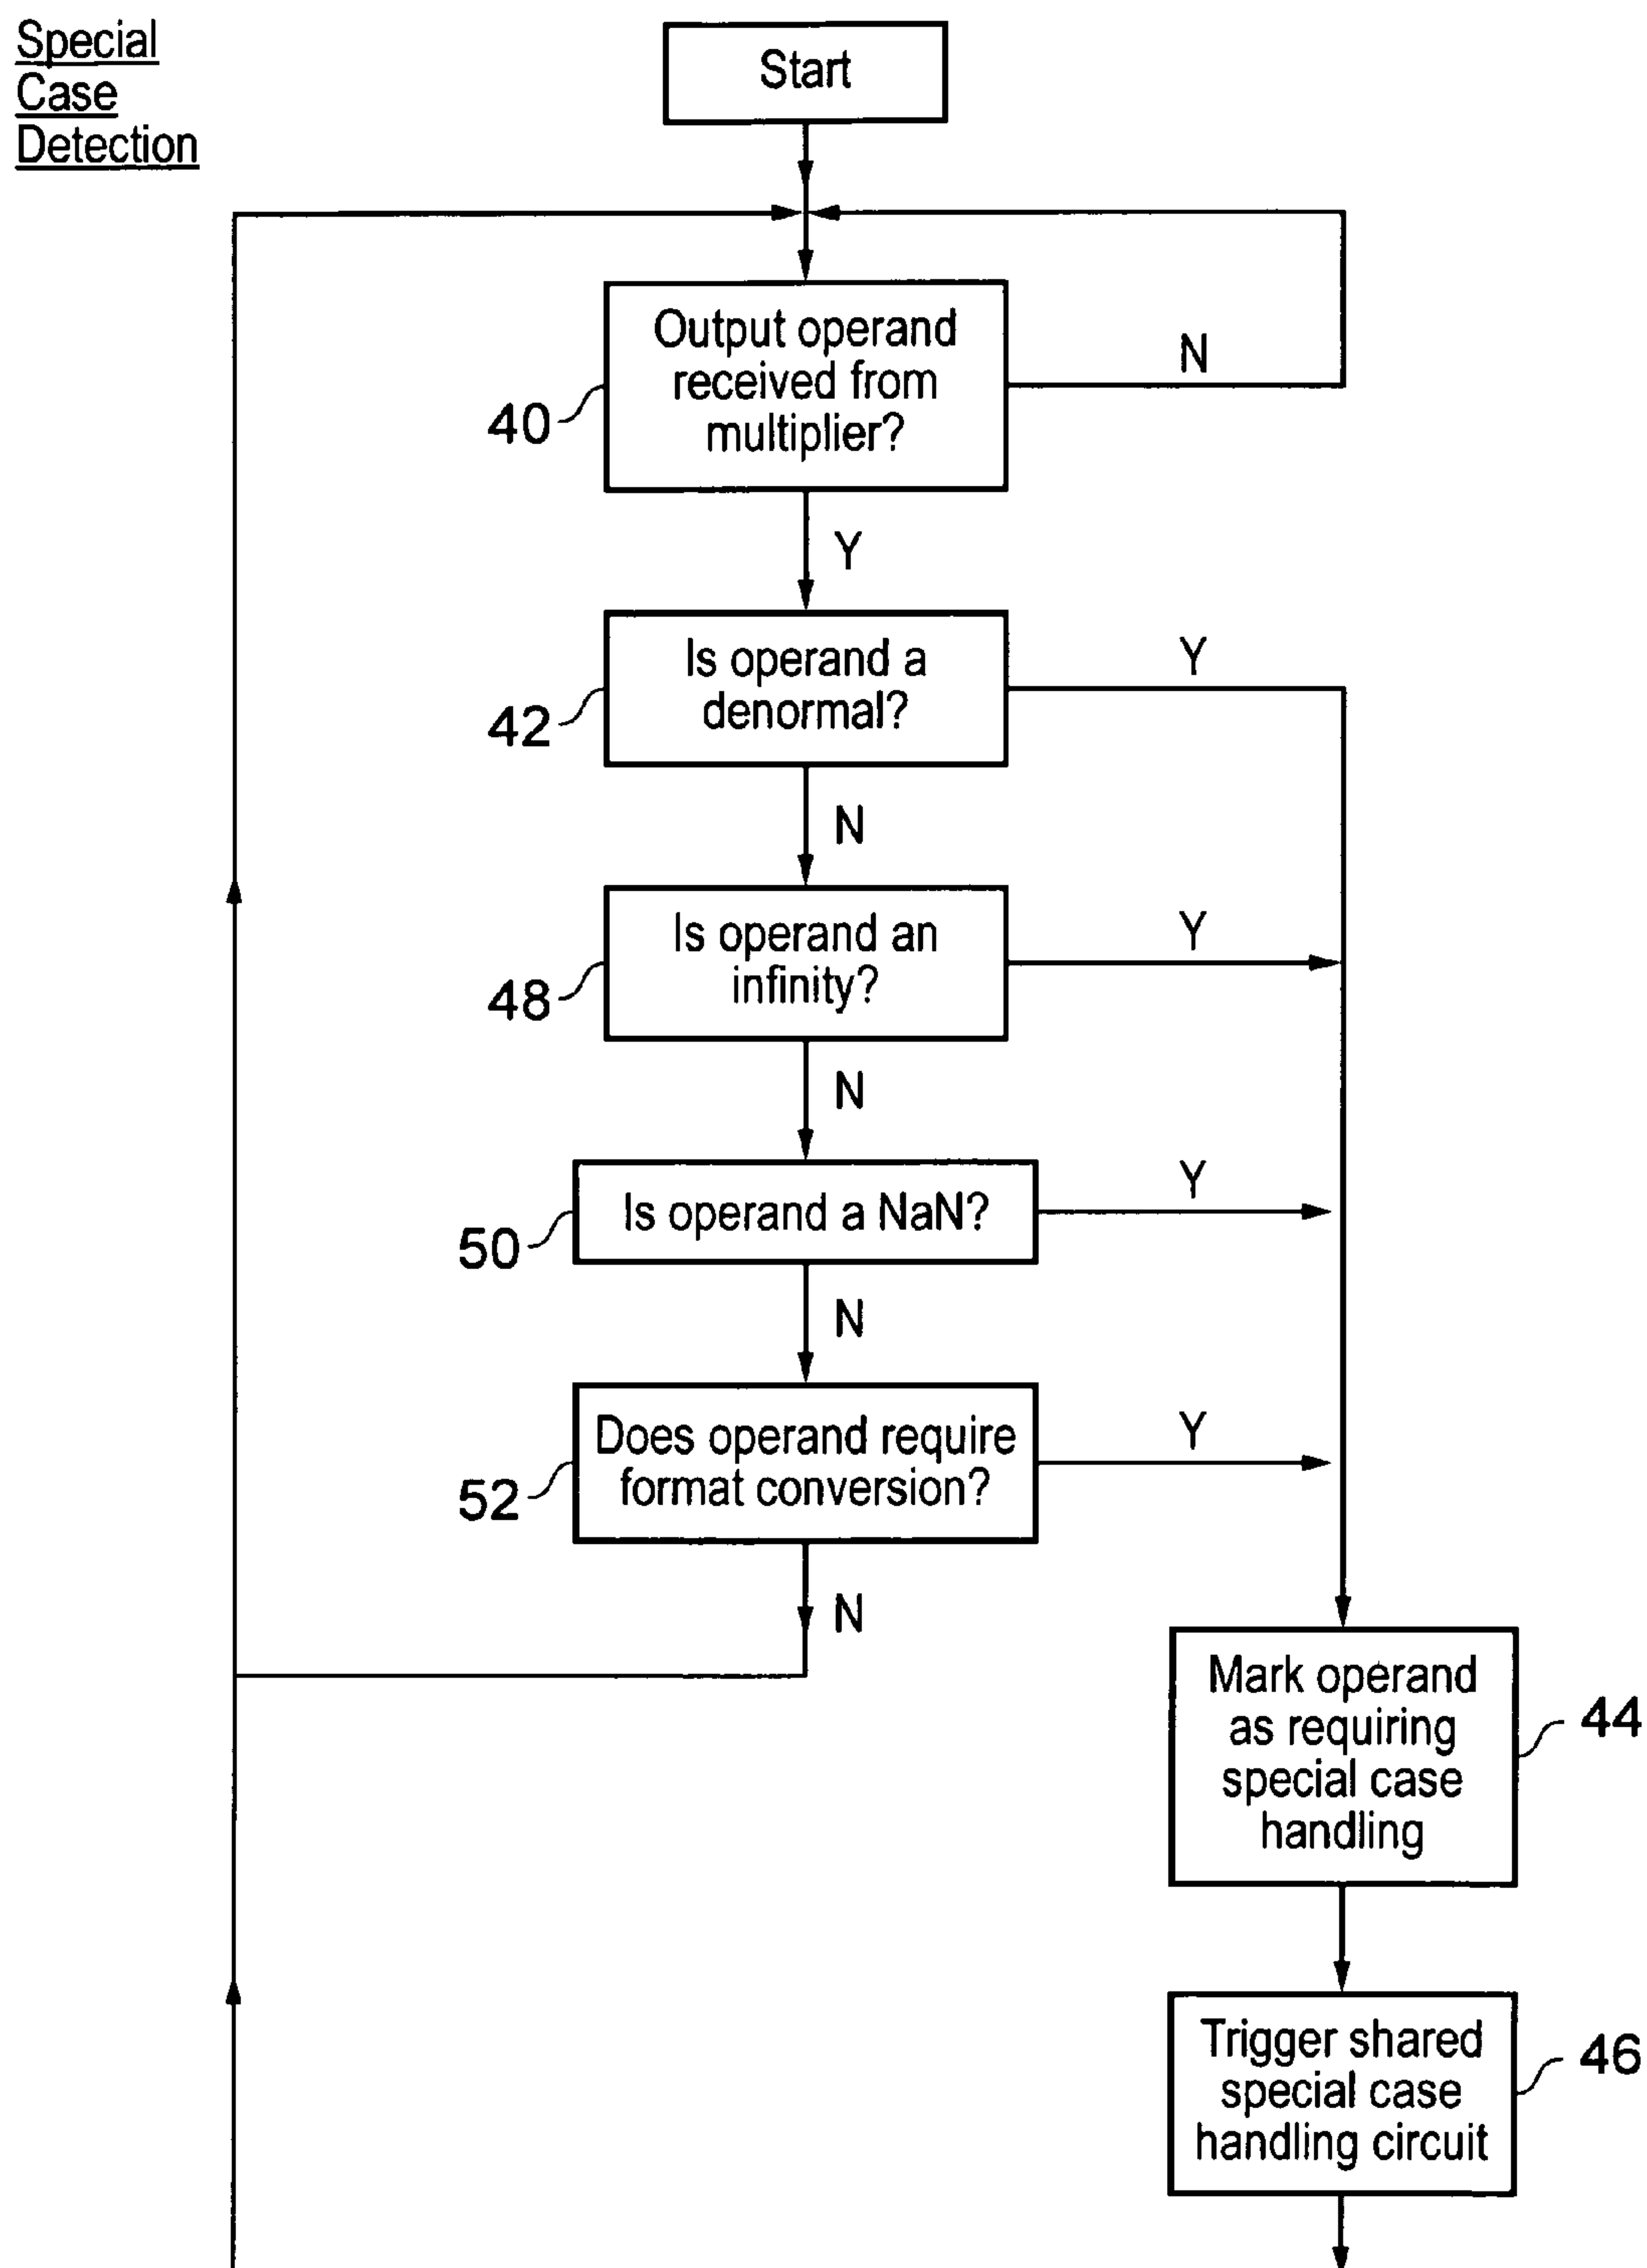 Special
Case
Detection
Start
Output operand
received from
multiplier?
40
N
Y
Is operand a
denormal?
42
Y
N
Is operand an
infinity?
48
Y
N
Is operand a NaN?
50
Y
N
Does operand require
format conversion?
52
Y
N
Mark operand
as requiring
special case
handling
44
Trigger shared
special case
handling circuit
46